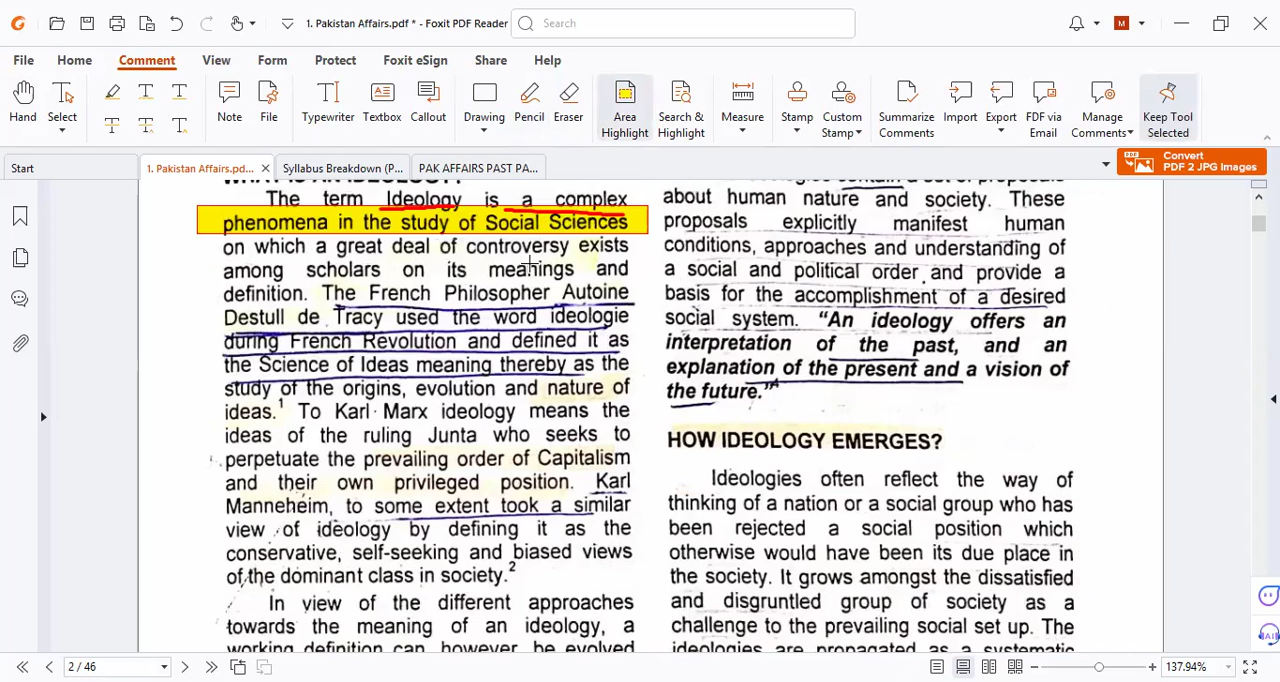 1. Pakistan Affairs.pdf * - Foxit PDF Reader
Search
M
File Home Comment View Form Protect Foxit eSign Share Help
Hand
Select
Note
File
Typewriter
Textbox
Callout
Drawing
Pencil
Eraser
Area Highlight
Search & Highlight
Measure
Stamp
Custom Stamp
Summarize Comments
Import
Export
FDF via Email
Manage Comments
Keep Tool Selected
Start
1. Pakistan Affairs.pd...
Syllabus Breakdown (P...
PAK AFFAIRS PAST PA...
Convert
PDF 2 JPG Images
The term Ideology is a complex
phenomena in the study of Social Sciences
on which a great deal of controversy exists
among scholars on its meanings and
definition. The French Philosopher Autoine
Destull de Tracy used the word ideologie
during French Revolution and defined it as
the Science of Ideas meaning thereby as the
study of the origins, evolution and nature of
ideas.1 To Karl Marx ideology means the
ideas of the ruling Junta who seeks to
perpetuate the prevailing order of Capitalism
and their own privileged position. Karl
Manneheim, to some extent took a similar
view of ideology by defining it as the
conservative, self-seeking and biased views
of the dominant class in society.2
In view of the different approaches
towards the meaning of an ideology, a
working definition can, however, be evolved
about human nature and society. These
proposals explicitly manifest human
conditions, approaches and understanding of
a social and political order and provide a
basis for the accomplishment of a desired
social system. "An ideology offers an
interpretation of the past, and an
explanation of the present and a vision of
the future."4
HOW IDEOLOGY EMERGES?
Ideologies often reflect the way of
thinking of a nation or a social group who has
been rejected a social position which
otherwise would have been its due place in
the society. It grows amongst the dissatisfied
and disgruntled group of society as a
challenge to the prevailing social set up. The
ideologies are propagated as a systematic
2 / 46
137.94%